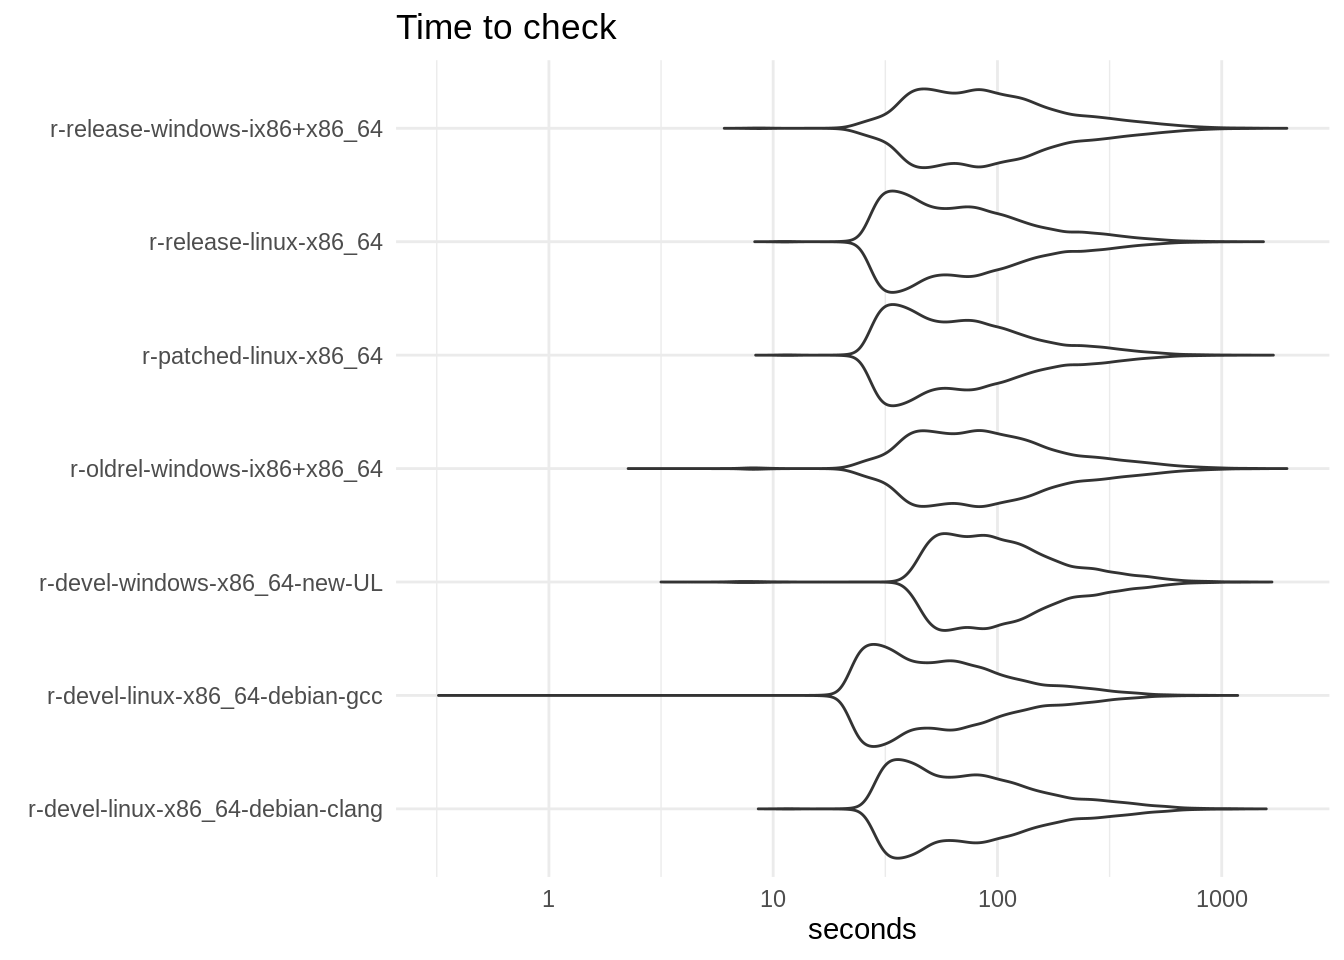 Time to check
r-release-windows-ix86+x86_64
r-release-linux-x86_64
r-patched-linux-x86_64
r-oldrel-windows-ix86+x86_64
r-devel-windows-x86_64-new-UL
r-devel-linux-x86_64-debian-gcc
r-devel-linux-x86_64-debian-clang
1 10 100 1000
seconds